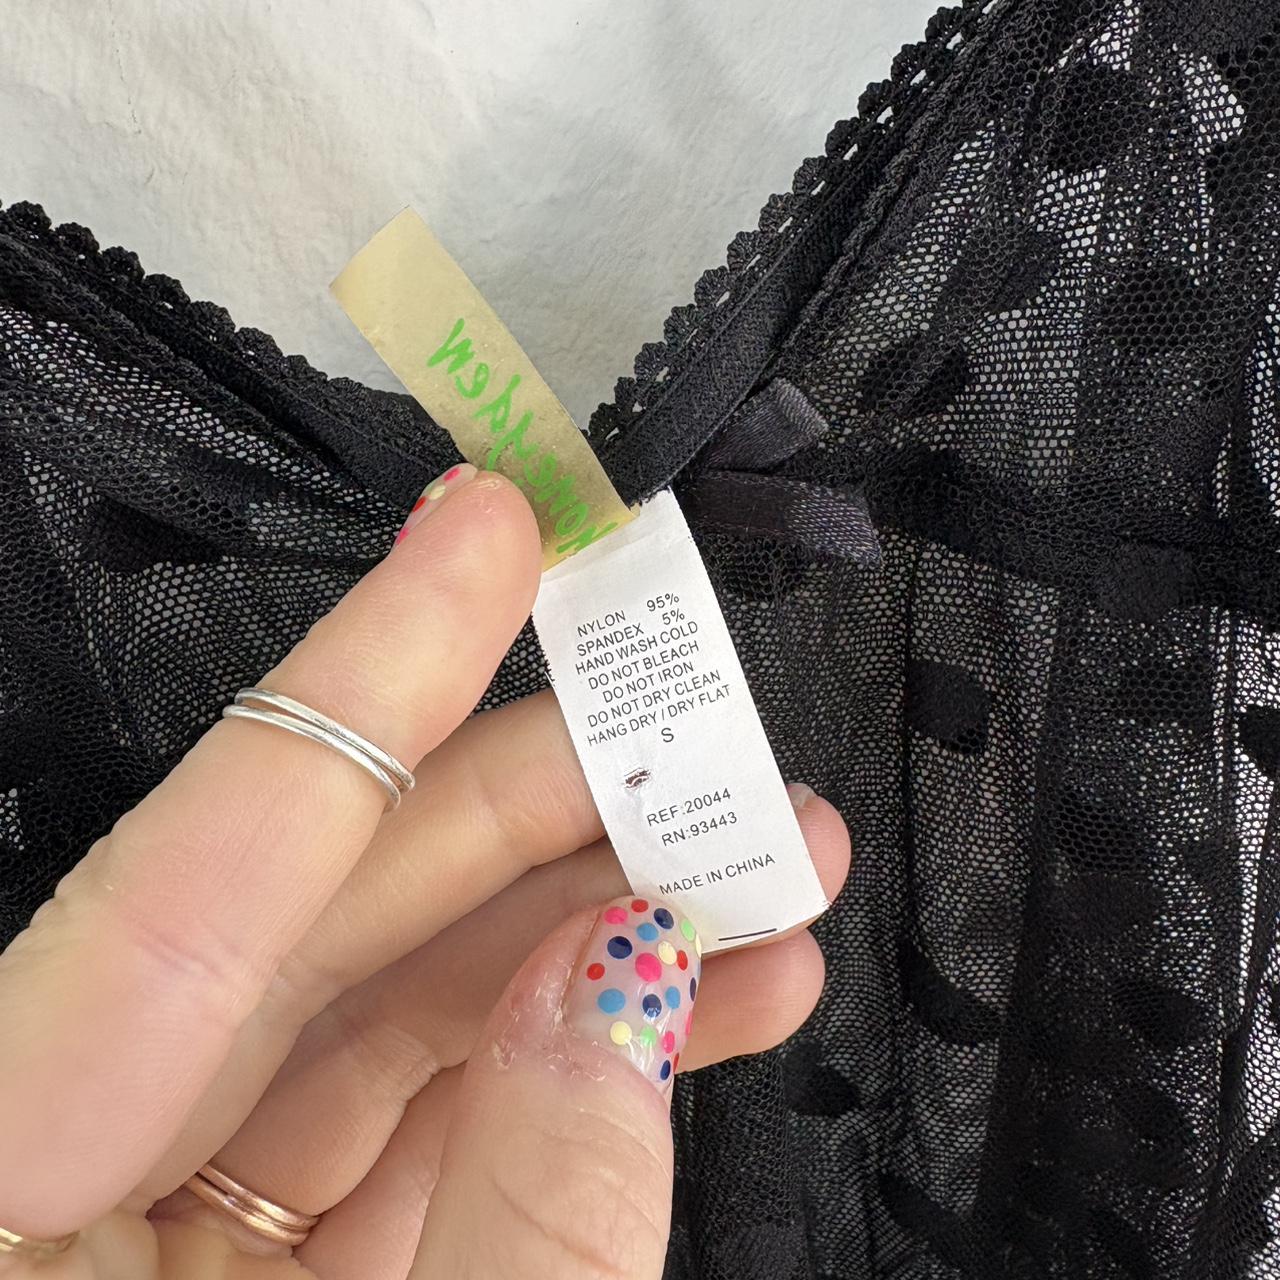 NYLON 95%
SPANDEX 5%
HAND WASH COLD
DO NOT BLEACH
DO NOT IRON
DO NOT DRY CLEAN
HANG DRY / DRY FLAT
S
REF:20044
RN:93443
MADE IN CHINA